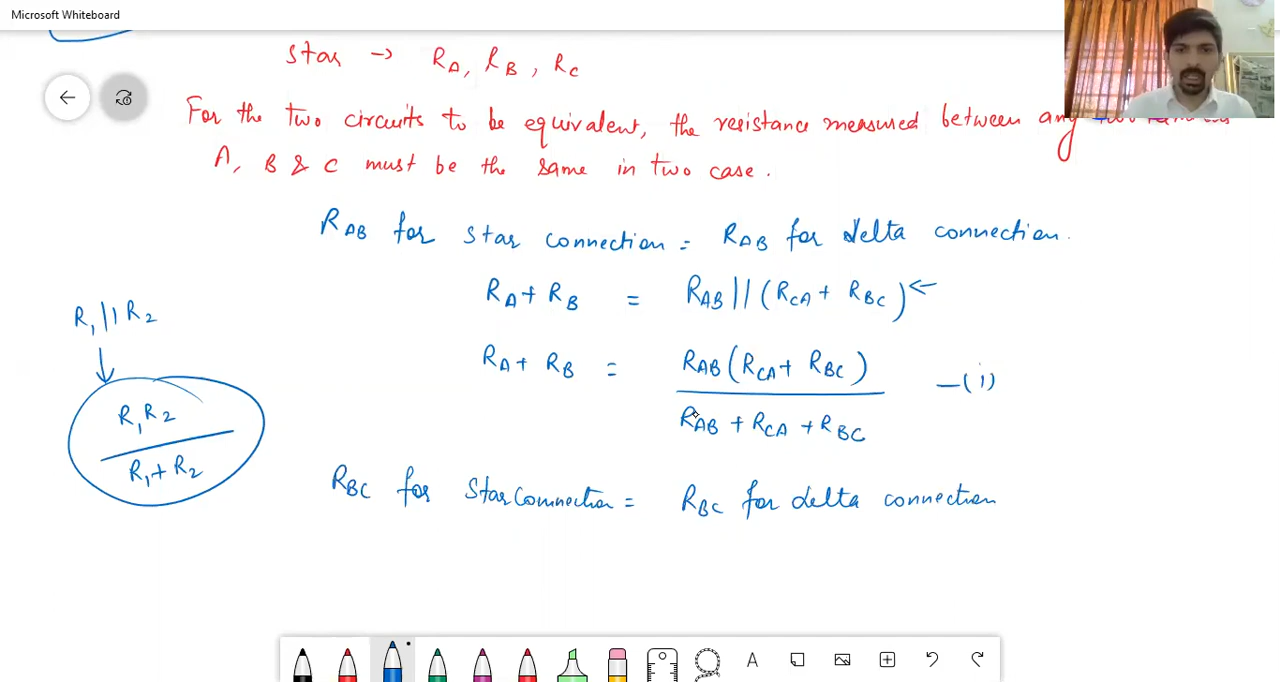 Microsoft Whiteboard
Star → RA, RB, RC
For the two circuits to be equivalent, the resistance measured between any two
A, B & C must be the same in two case.
RAB for star connection = RAB for delta connection.
RA + RB = RAB || (RCA + RBC) ←
R1 || R2
RA + RB = RAB (RCA + RBC) / RAB + RCA + RBC —(i)
R1R2 / R1 + R2
RBC for Star Connection = RBC for delta connection
A